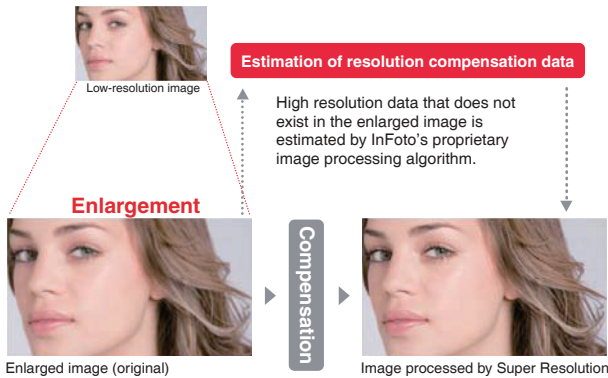 Low-resolution image
Estimation of resolution compensation data
High resolution data that does not
exist in the enlarged image is
estimated by InFoto's proprietary
image processing algorithm.
Enlargement
Compensation
Enlarged image (original)
Image processed by Super Resolution